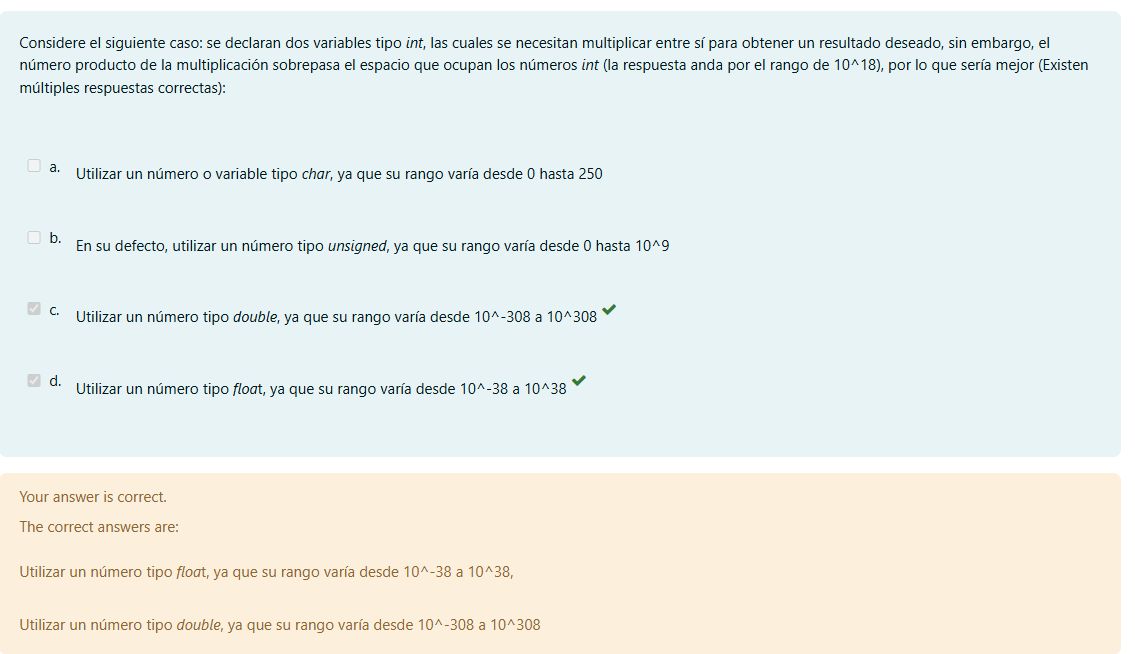 Considere el siguiente caso: se declaran dos variables tipo int, las cuales se necesitan multiplicar entre sí para obtener un resultado deseado, sin embargo, el
número producto de la multiplicación sobrepasa el espacio que ocupan los números int (la respuesta anda por el rango de 10^18), por lo que sería mejor (Existen
múltiples respuestas correctas):
a. Utilizar un número o variable tipo char, ya que su rango varía desde 0 hasta 250
b. En su defecto, utilizar un número tipo unsigned, ya que su rango varía desde 0 hasta 10^9
c. Utilizar un número tipo double, ya que su rango varía desde 10^-308 a 10^308
d. Utilizar un número tipo float, ya que su rango varía desde 10^-38 a 10^38
Your answer is correct.
The correct answers are:
Utilizar un número tipo float, ya que su rango varía desde 10^-38 a 10^38,
Utilizar un número tipo double, ya que su rango varía desde 10^-308 a 10^308